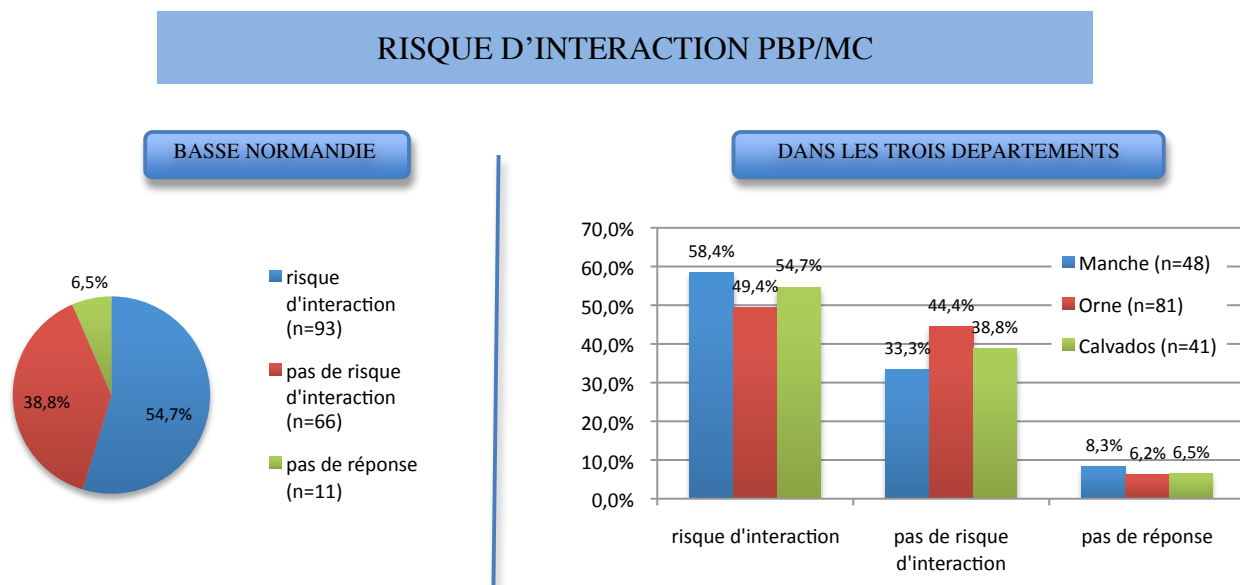 RISQUE D'INTERACTION PBP/MC
BASSE NORMANDIE
6,5%
38,8%
54,7%
risque
d'interaction
(n=93)
pas de risque
d'interaction
(n=66)
pas de réponse
(n=11)
DANS LES TROIS DEPARTEMENTS
70,0%
60,0%
50,0%
40,0%
30,0%
20,0%
10,0%
0,0%
58,4%
49,4%
54,7%
33,3%
44,4%
38,8%
8,3%
6,2%
6,5%
Manche (n=48)
Orne (n=81)
Calvados (n=41)
risque d'interaction
pas de risque
d'interaction
pas de réponse